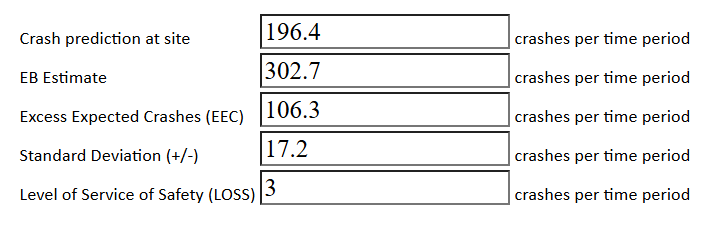 Crash prediction at site 196.4 crashes per time period
EB Estimate 302.7 crashes per time period
Excess Expected Crashes (EEC) 106.3 crashes per time period
Standard Deviation (+/-) 17.2 crashes per time period
Level of Service of Safety (LOSS) 3 crashes per time period